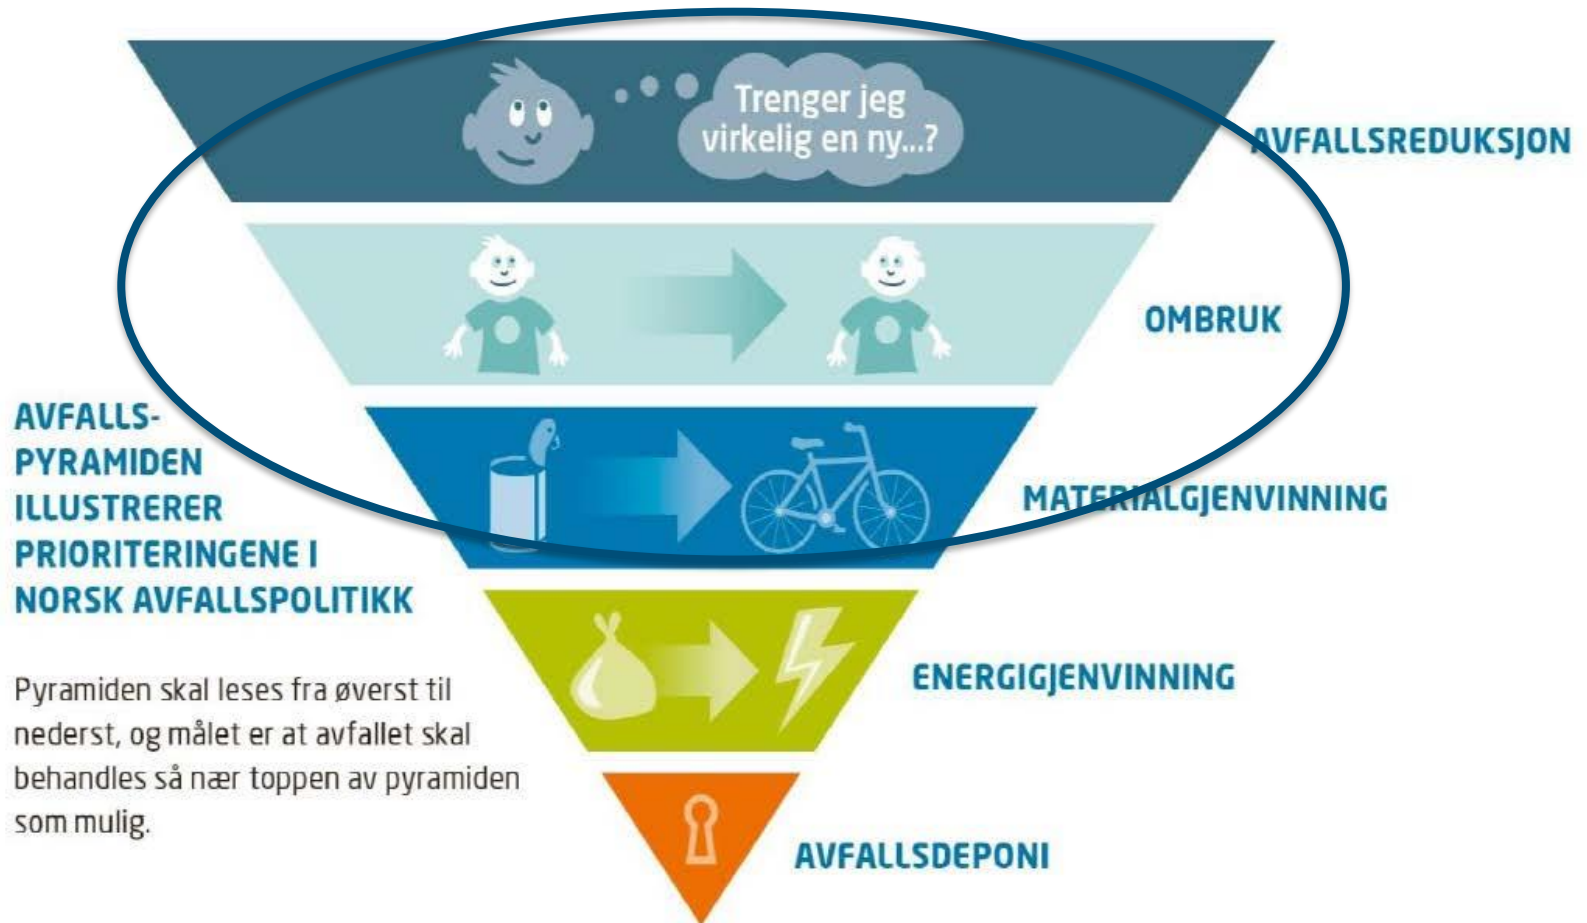 Trenger jeg
virkelig en ny...?
AVFALLSREDUKSJON
OMBRUK
AVFALLS-
PYRAMIDEN
ILLUSTRERER
PRIORITERINGENE I
NORSK AVFALLSPOLITIKK
MATERIALGJENVINNING
Pyramiden skal leses fra øverst til
nederst, og målet er at avfallet skal
behandles så nær toppen av pyramiden
som mulig.
ENERGIGJENVINNING
AVFALLSDEPONI